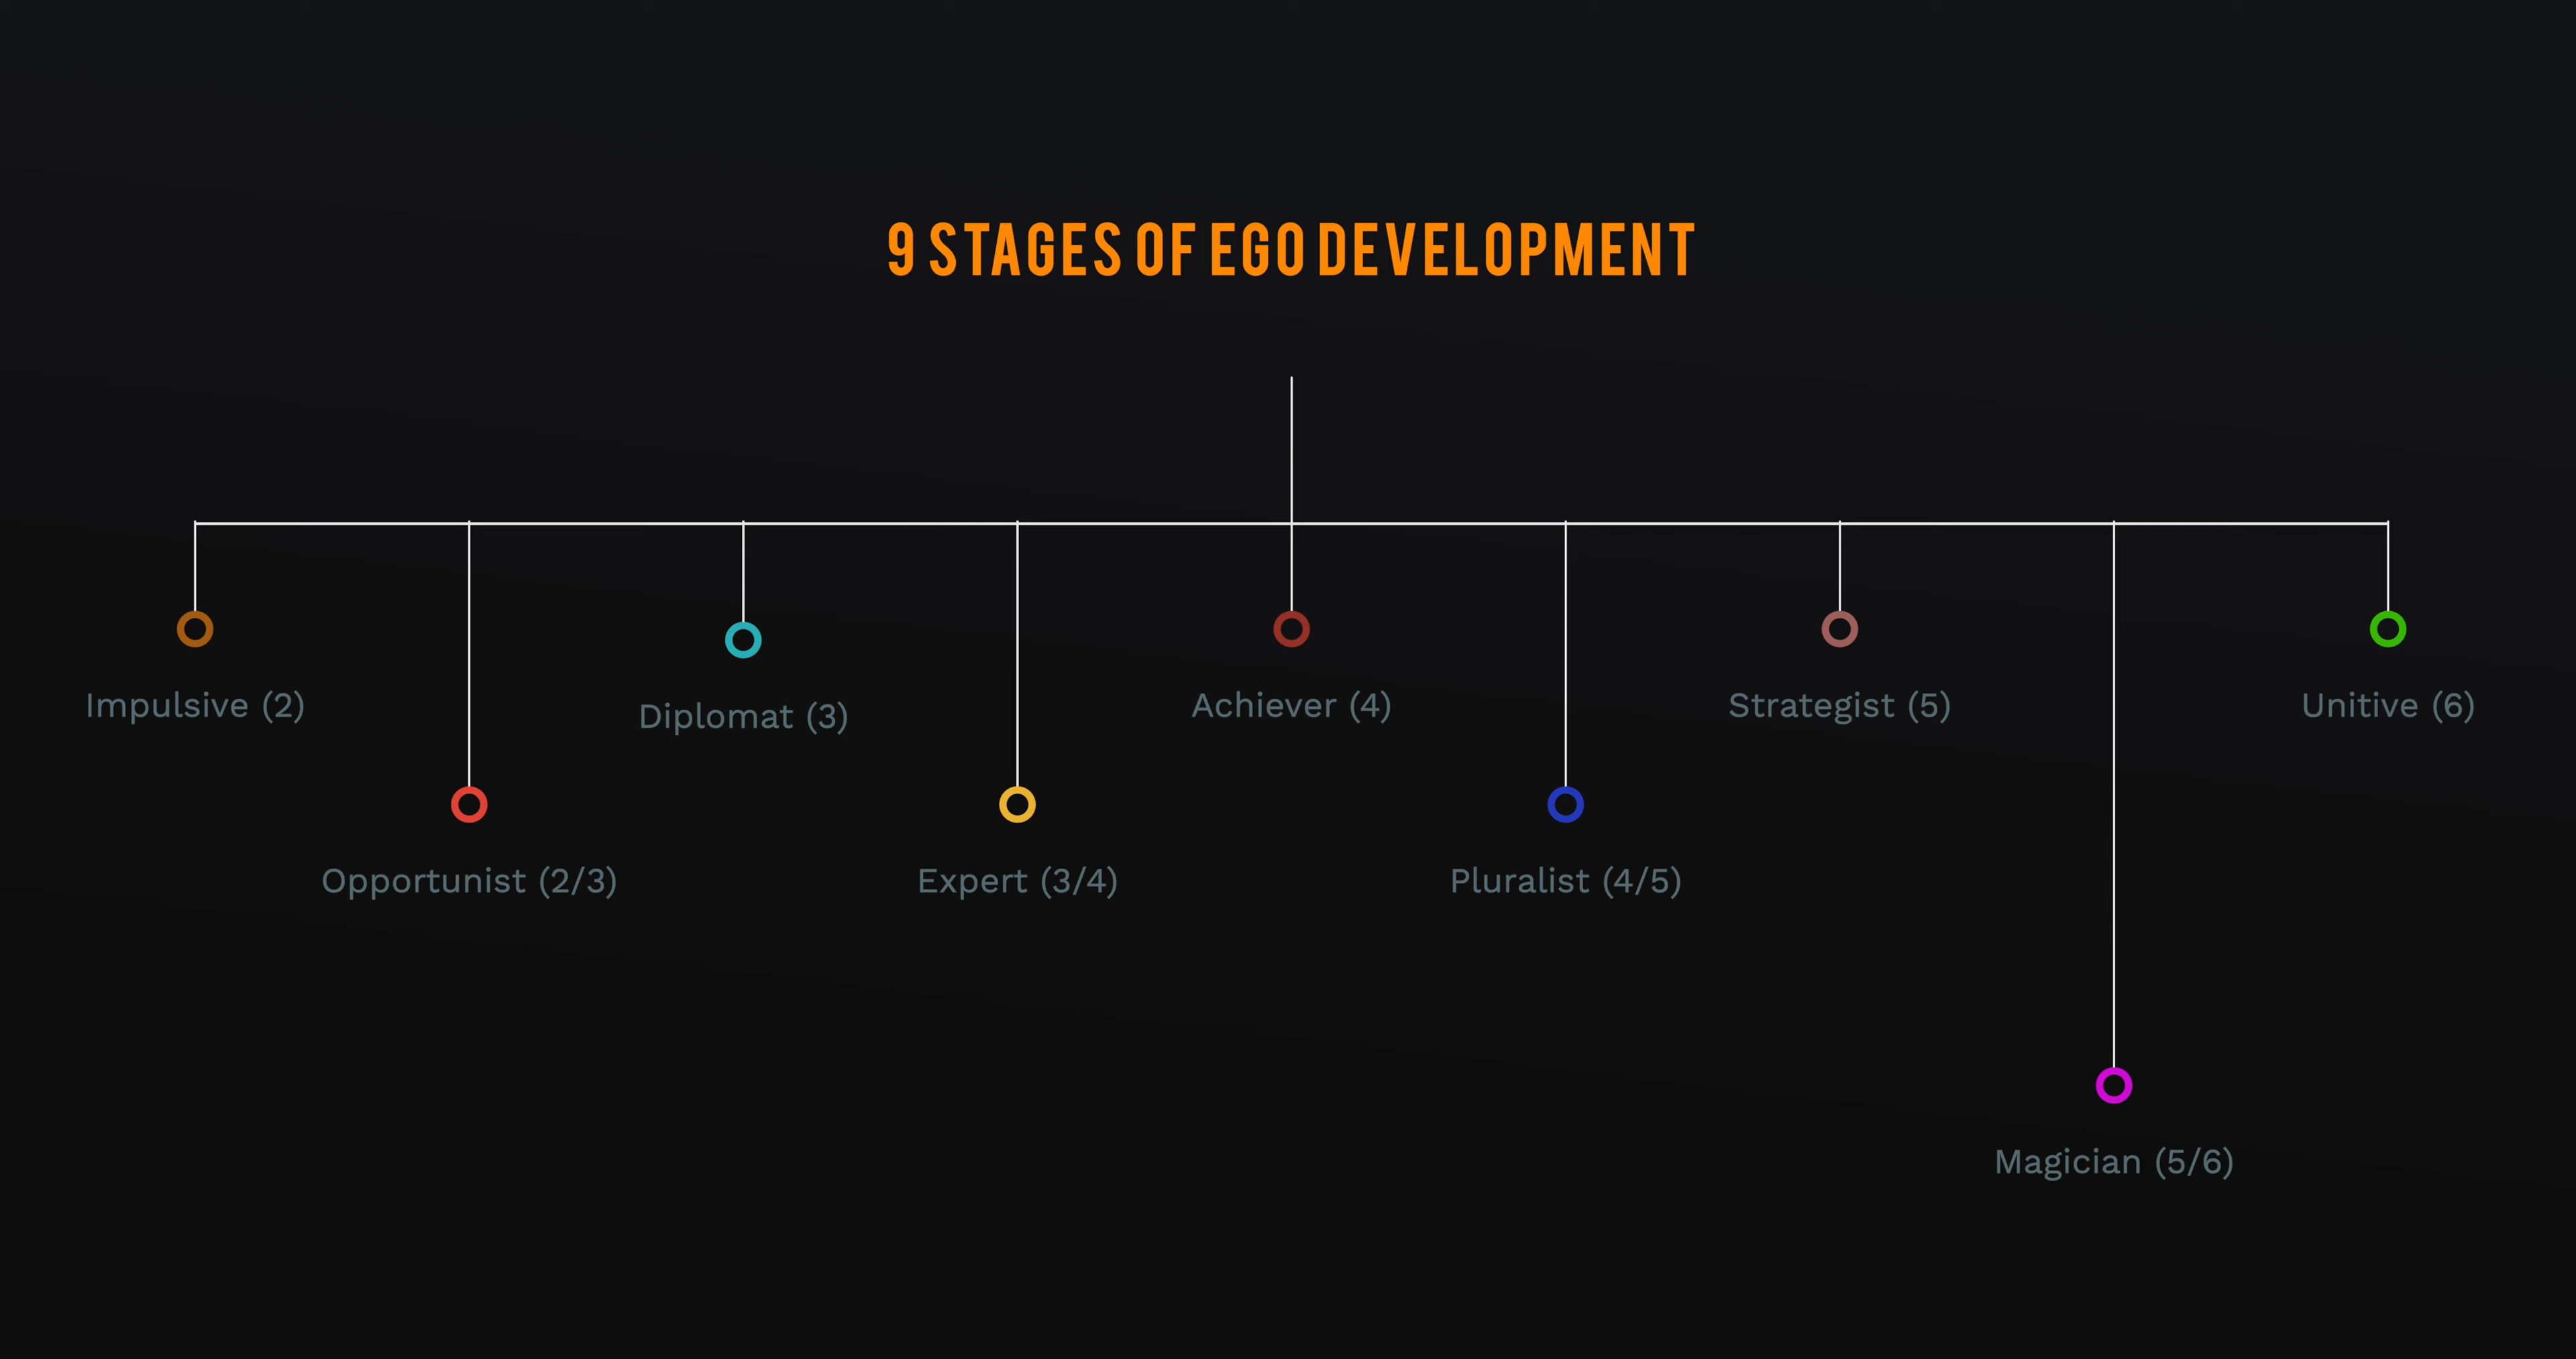 9 STAGES OF EGO DEVELOPMENT
Impulsive (2)
Opportunist (2/3)
Diplomat (3)
Expert (3/4)
Achiever (4)
Pluralist (4/5)
Strategist (5)
Magician (5/6)
Unitive (6)